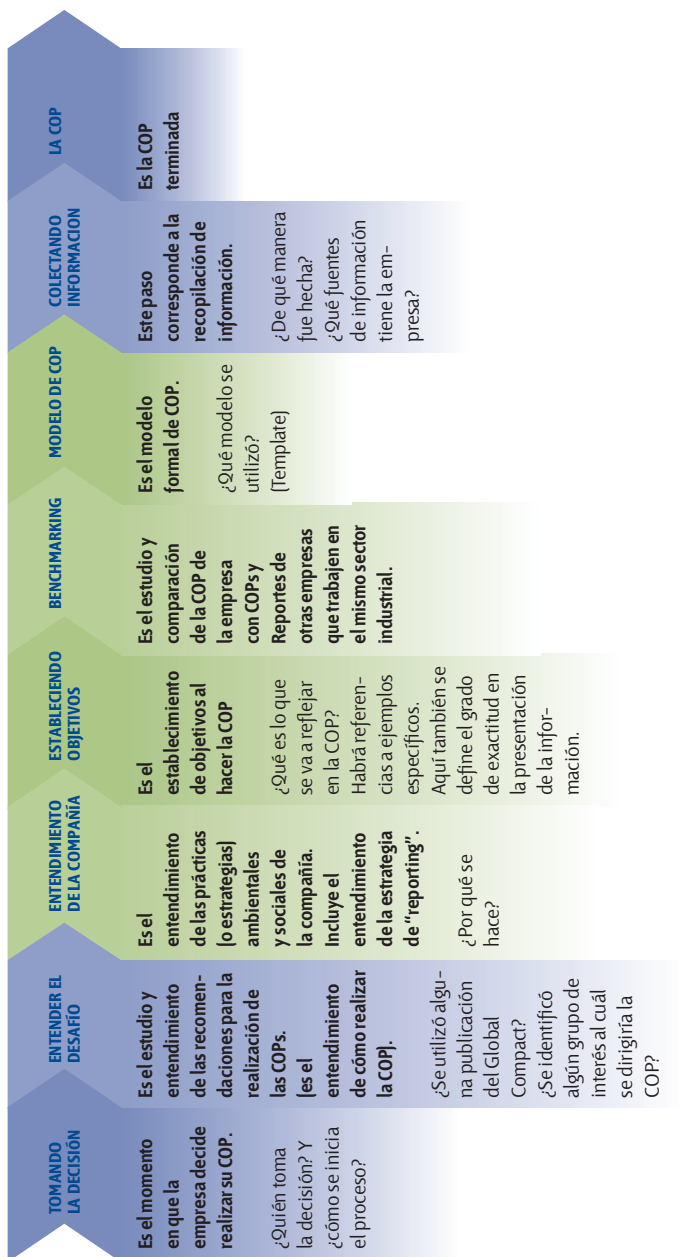 TOMANDO
LA DECISIÓN
Es el momento
en que la
empresa decide
realizar su COP.
¿Quién toma
la decisión? Y
¿cómo se inicia
el proceso?
ENTENDER EL
DESAFÍO
Es el estudio y
entendimiento
de las recomen-
daciones para la
realización de
las COPs.
(es el
entendimiento
de cómo realizar
la COP).
¿Se utilizó algu-
na publicación
del Global
Compact?
¿Se identificó
algún grupo de
interés al cuál
se dirigiría la
COP?
ENTENDIMIENTO
DE LA COMPAÑÍA
Es el
entendimiento
de las prácticas
(o estrategias)
ambientales
y sociales de
la compañía.
Incluye el
entendimiento
de la estrategia
de “reporting”.
¿Por qué se
hace?
ESTABLECIENDO
OBJETIVOS
Es el
establecimiento
de objetivos al
hacer la COP
¿Qué es lo que
se va a reflejar
en la COP?
Habrá referen-
cias a ejemplos
específicos.
Aquí también se
define el grado
de exactitud en
la presentación
de la infor-
mación.
BENCHMARKING
Es el estudio y
comparación
de la COP de
la empresa
con COPs y
Reportes de
otras empresas
que trabajen en
el mismo sector
industrial.
MODELO DE COP
Es el modelo
formal de COP.
¿Qué modelo se
utilizó?
(Template)
COLECTANDO
INFORMACION
Este paso
corresponde a la
recopilación de
información.
¿De qué manera
fue hecha?
¿Qué fuentes
de información
tiene la em-
presa?
LA COP
Es la COP
terminada